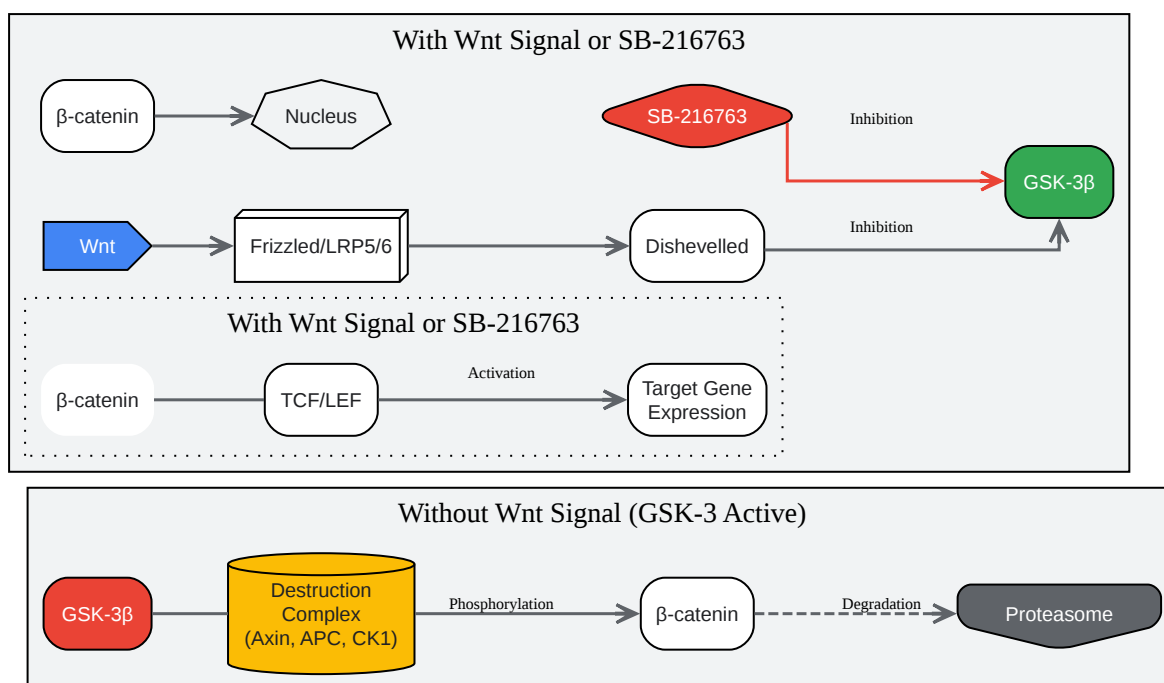 With Wnt Signal or SB-216763
β-catenin
Nucleus
SB-216763
Inhibition
GSK-3β
Wnt
Frizzled/LRP5/6
Dishevelled
Inhibition
With Wnt Signal or SB-216763
β-catenin
TCF/LEF
Activation
Target Gene
Expression
Without Wnt Signal (GSK-3 Active)
GSK-3β
Destruction
Complex
(Axin, APC, CK1)
Phosphorylation
β-catenin
Degradation
Proteasome